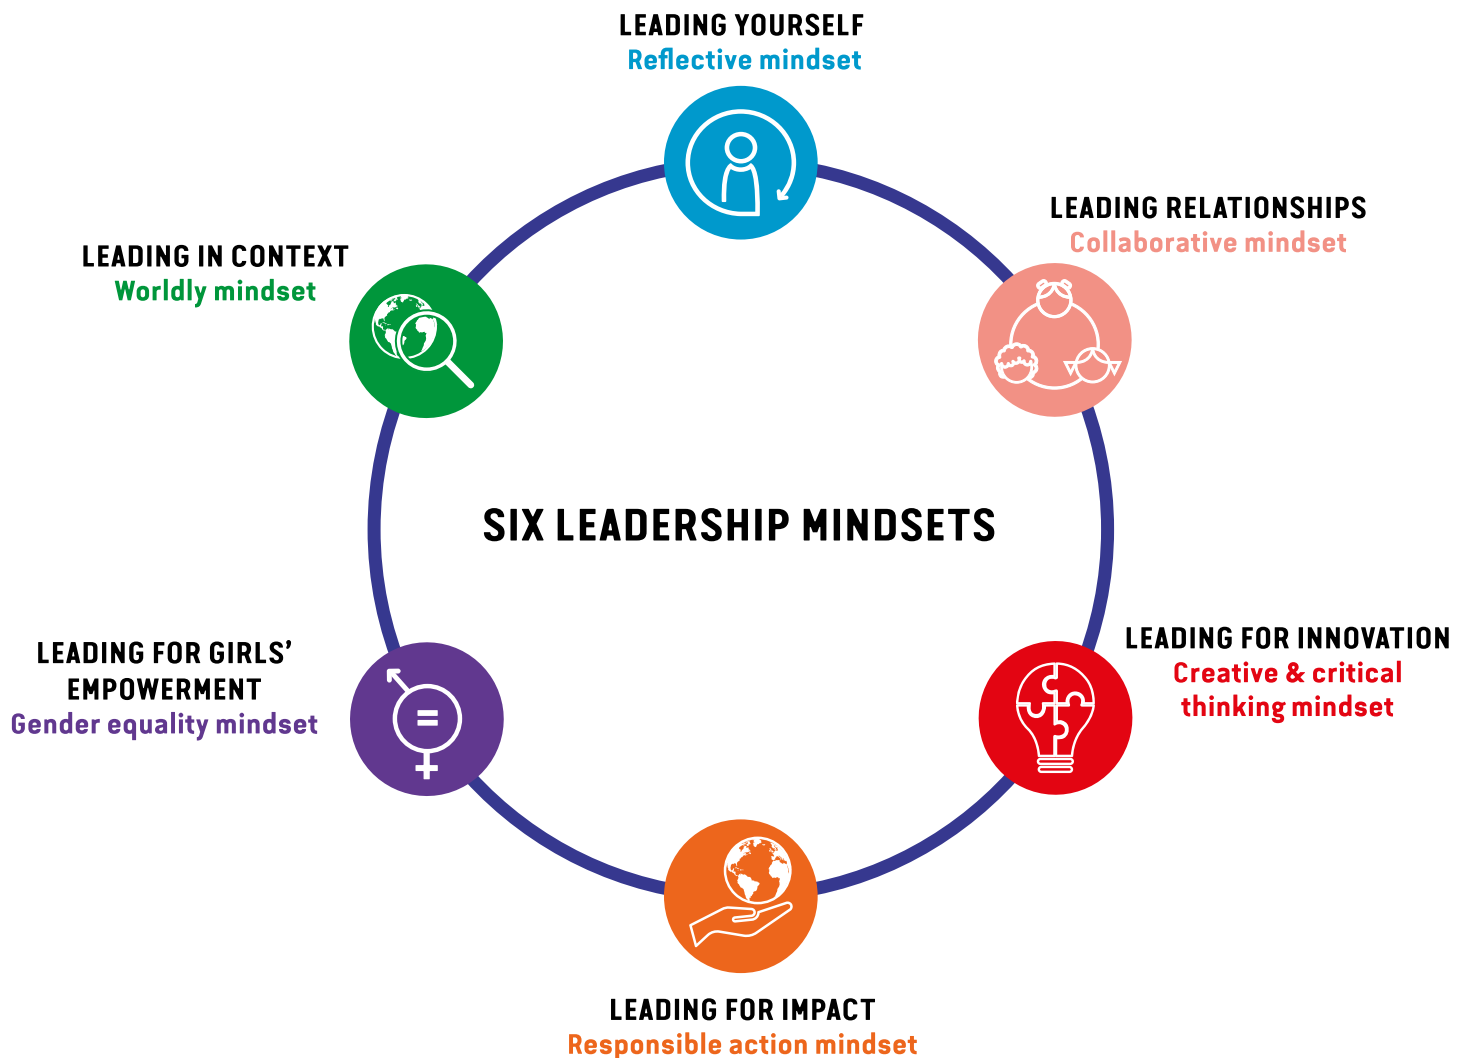 LEADING YOURSELF
Reflective mindset
LEADING RELATIONSHIPS
Collaborative mindset
LEADING IN CONTEXT
Worldly mindset
SIX LEADERSHIP MINDSETS
LEADING FOR INNOVATION
Creative & critical
thinking mindset
LEADING FOR GIRLS’
EMPOWERMENT
Gender equality mindset
LEADING FOR IMPACT
Responsible action mindset